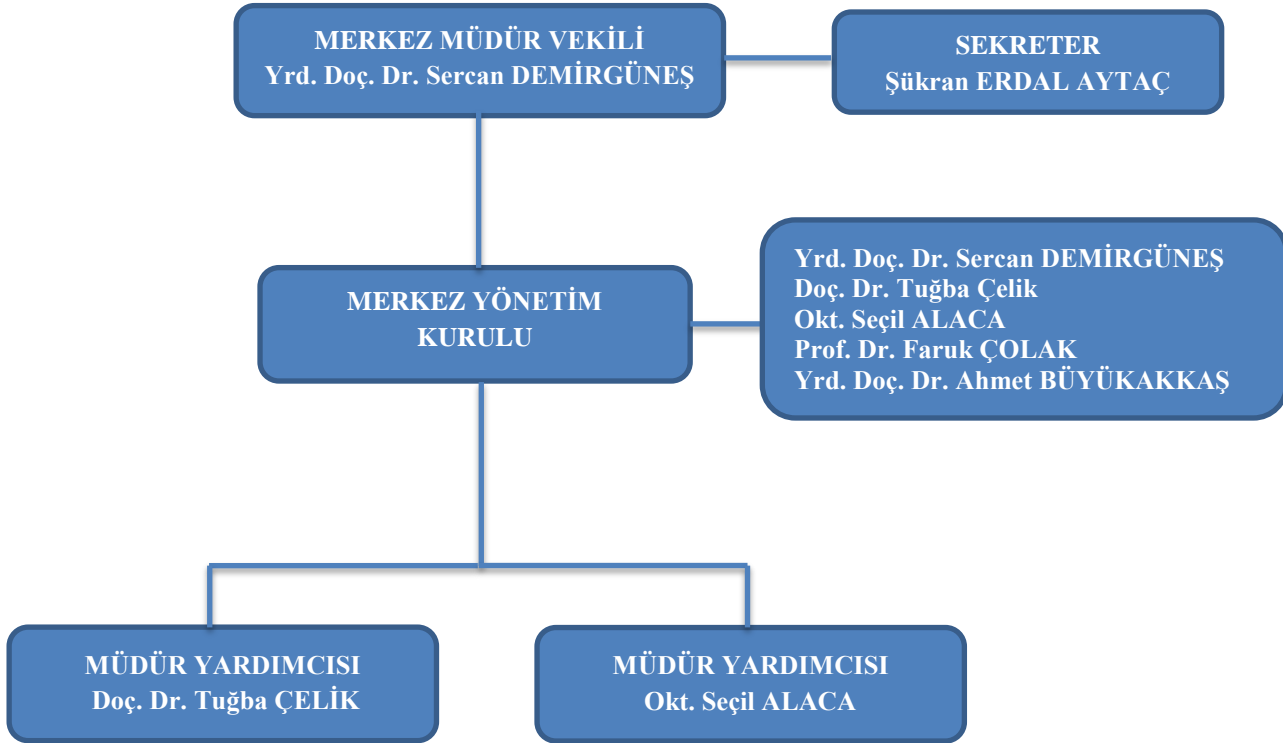 MERKEZ MÜDÜR VEKİLİ
Yrd. Doç. Dr. Sercan DEMİRGÜNEŞ
SEKRETER
Şükran ERDAL AYTAÇ
MERKEZ YÖNETİM
KURULU
Yrd. Doç. Dr. Sercan DEMİRGÜNEŞ
Doç. Dr. Tuğba Çelik
Okt. Seçil ALACA
Prof. Dr. Faruk ÇOLAK
Yrd. Doç. Dr. Ahmet BÜYÜKAKKAŞ
MÜDÜR YARDIMCISI
Doç. Dr. Tuğba ÇELİK
MÜDÜR YARDIMCISI
Okt. Seçil ALACA